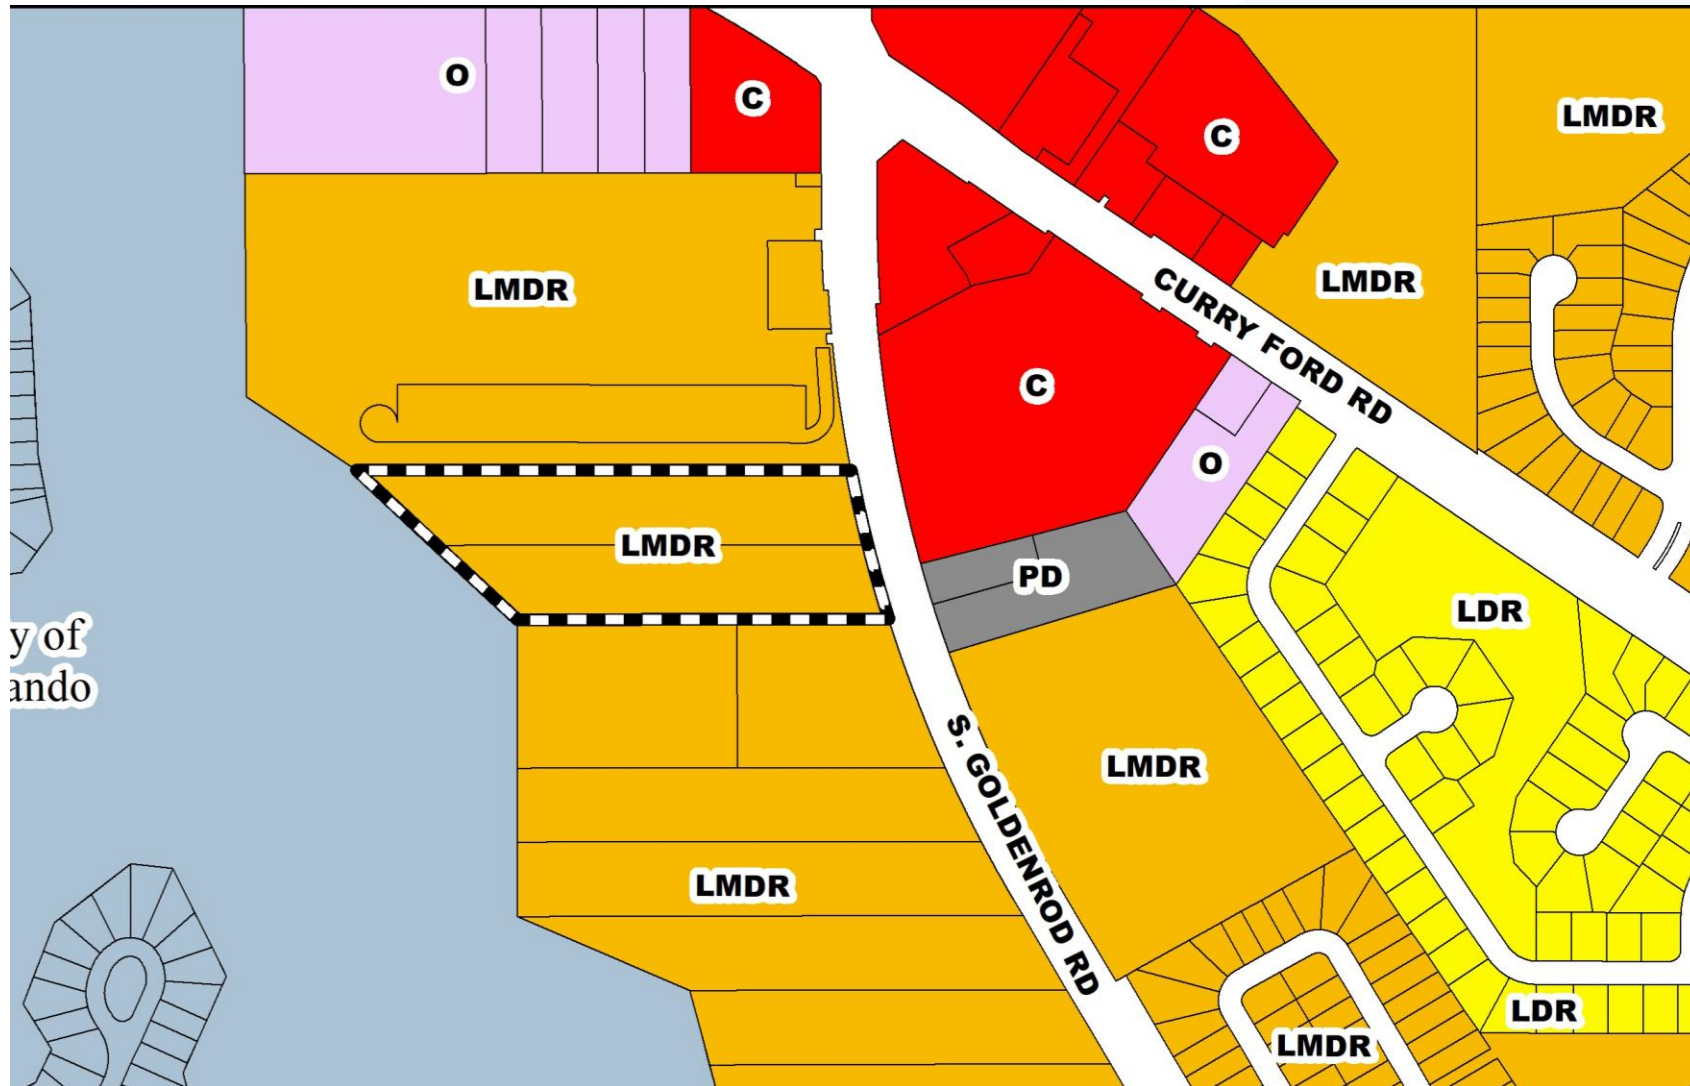 O
C
C
LMDR
LMDR
LMDR
CURRY FORD RD
C
O
LMDR
PD
LDR
y of
ando
S. GOLDENROD RD
LMDR
LMDR
LDR
LMDR